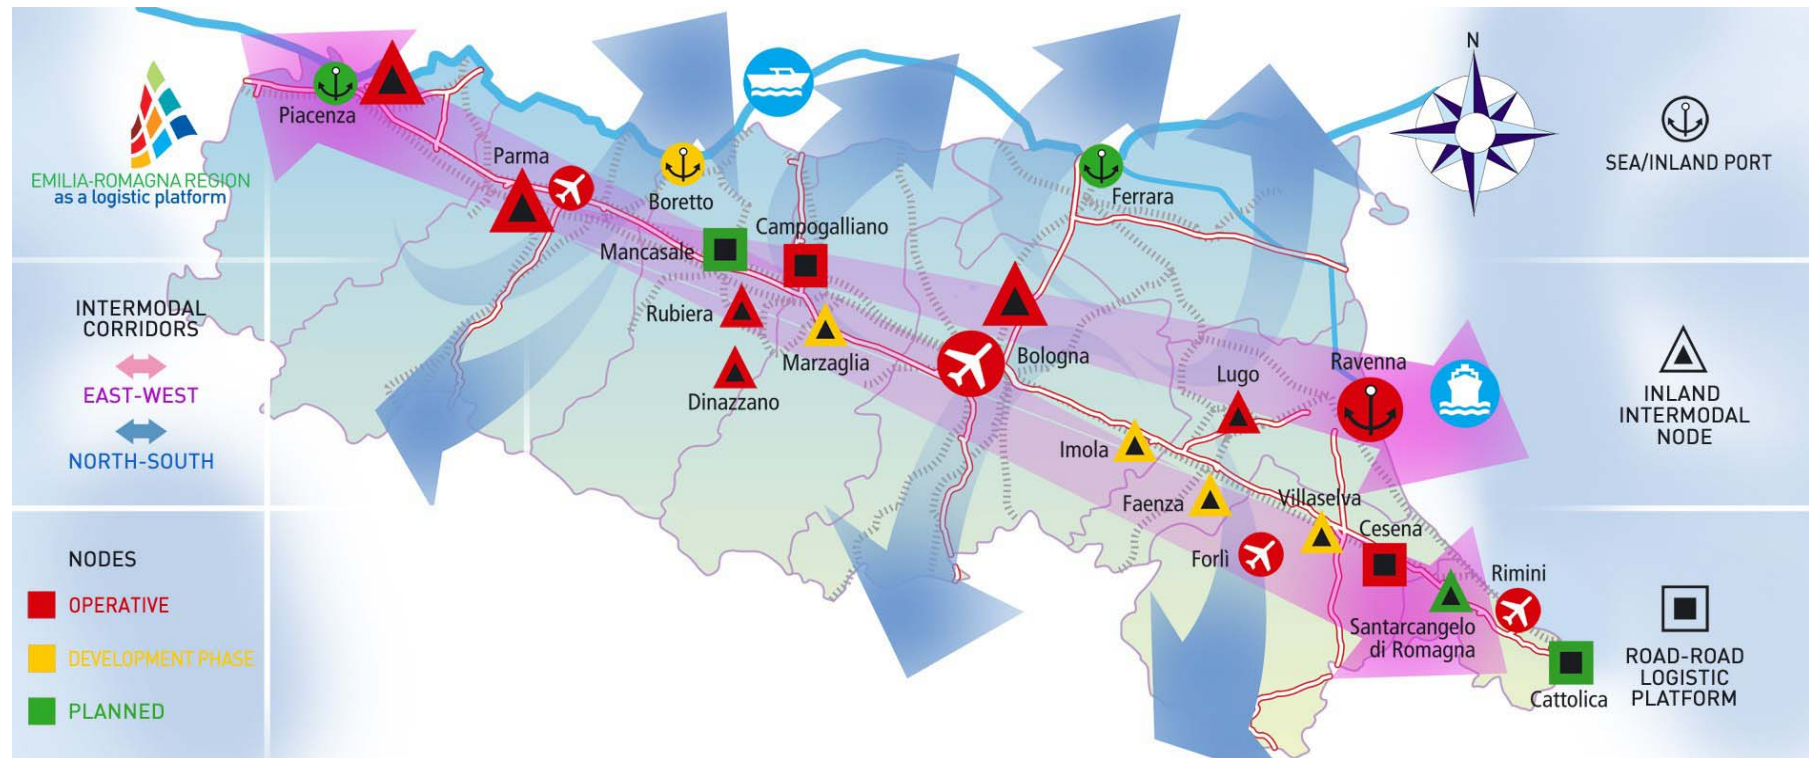 EMILIA-ROMAGNA REGION
as a logistic platform
INTERMODAL
CORRIDORS
EAST-WEST
NORTH-SOUTH
NODES
OPERATIVE
DEVELOPMENT PHASE
PLANNED
Piacenza
Parma
Boretto
Campogalliano
Mancasale
Rubiera
Marzaglia
Dinazzano
Ferrara
Bologna
Lugo
Ravenna
Imola
Faenza
Villaselva
Forlì
Cesena
Rimini
Santarcangelo
di Romagna
Cattolica
N
SEA/INLAND PORT
INLAND
INTERMODAL
NODE
ROAD-ROAD
LOGISTIC
PLATFORM